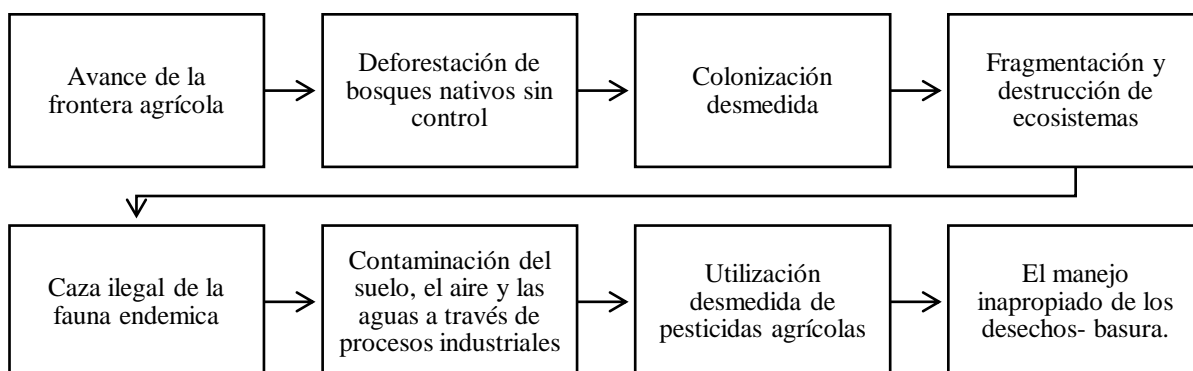 Avance de la
frontera agrícola
Deforestación de
bosques nativos sin
control
Colonización
desmedida
Fragmentación y
destrucción de
ecosistemas
Caza ilegal de la
fauna endemica
Contaminación del
suelo, el aire y las
aguas a través de
procesos industriales
Utilización
desmedida de
pesticidas agrícolas
El manejo
inapropiado de los
desechos- basura.